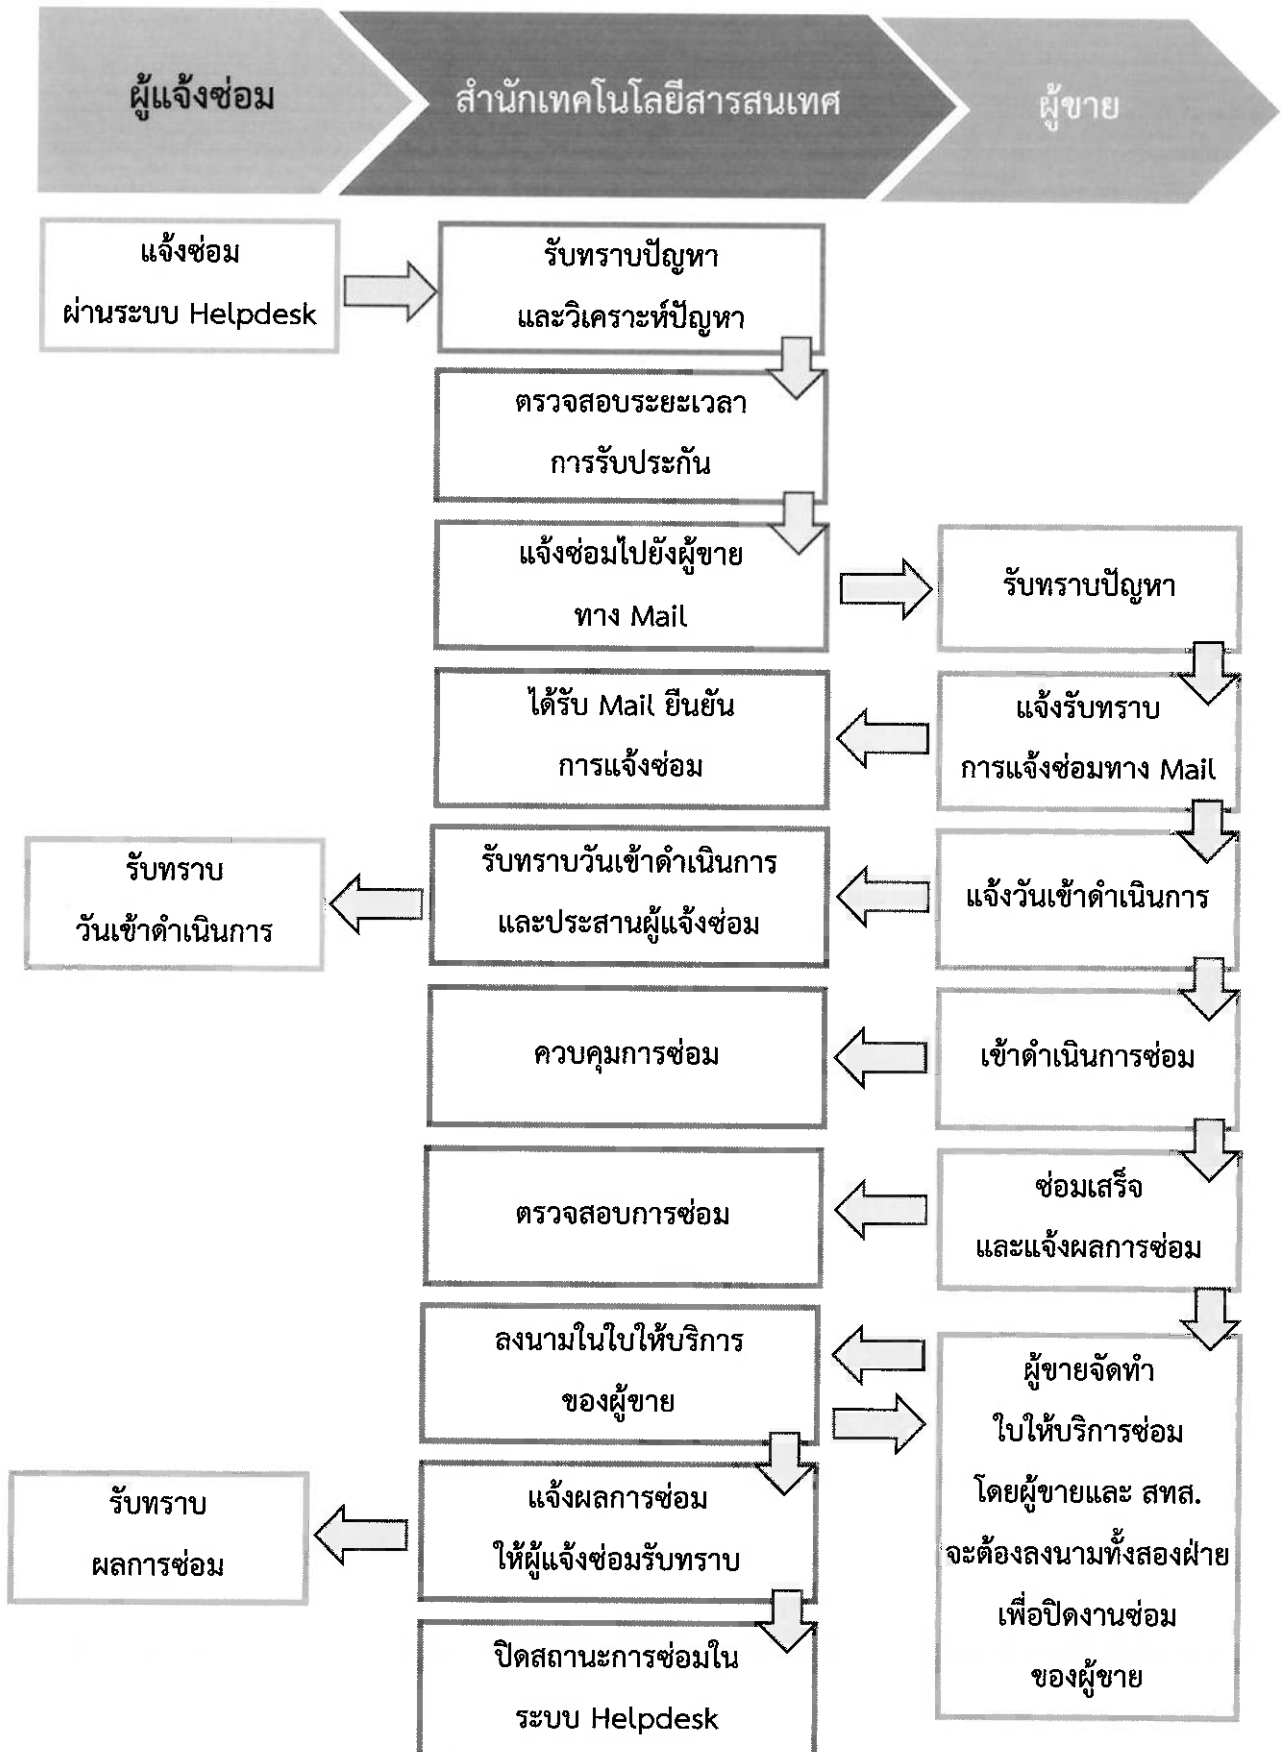 ผู้แจ้งซ่อม
สำนักเทคโนโลยีสารสนเทศ
ผู้ขาย
แจ้งซ่อม
ผ่านระบบ Helpdesk
รับทราบปัญหา
และวิเคราะห์ปัญหา
ตรวจสอบระยะเวลา
การรับประกัน
แจ้งซ่อมไปยังผู้ขาย
ทาง Mail
รับทราบปัญหา
ได้รับ Mail ยืนยัน
การแจ้งซ่อม
แจ้งรับทราบ
การแจ้งซ่อมทาง Mail
รับทราบ
วันเข้าดำเนินการ
รับทราบวันเข้าดำเนินการ
และประสานผู้แจ้งซ่อม
แจ้งวันเข้าดำเนินการ
ควบคุมการซ่อม
เข้าดำเนินการซ่อม
ตรวจสอบการซ่อม
ซ่อมเสร็จ
และแจ้งผลการซ่อม
ลงนามในใบให้บริการ
ของผู้ขาย
ผู้ขายจัดทำ
ใบให้บริการซ่อม
โดยผู้ขายและ สทส.
จะต้องลงนามทั้งสองฝ่าย
เพื่อปิดงานซ่อม
ของผู้ขาย
รับทราบ
ผลการซ่อม
แจ้งผลการซ่อม
ให้ผู้แจ้งซ่อมรับทราบ
ปิดสถานะการซ่อมใน
ระบบ Helpdesk